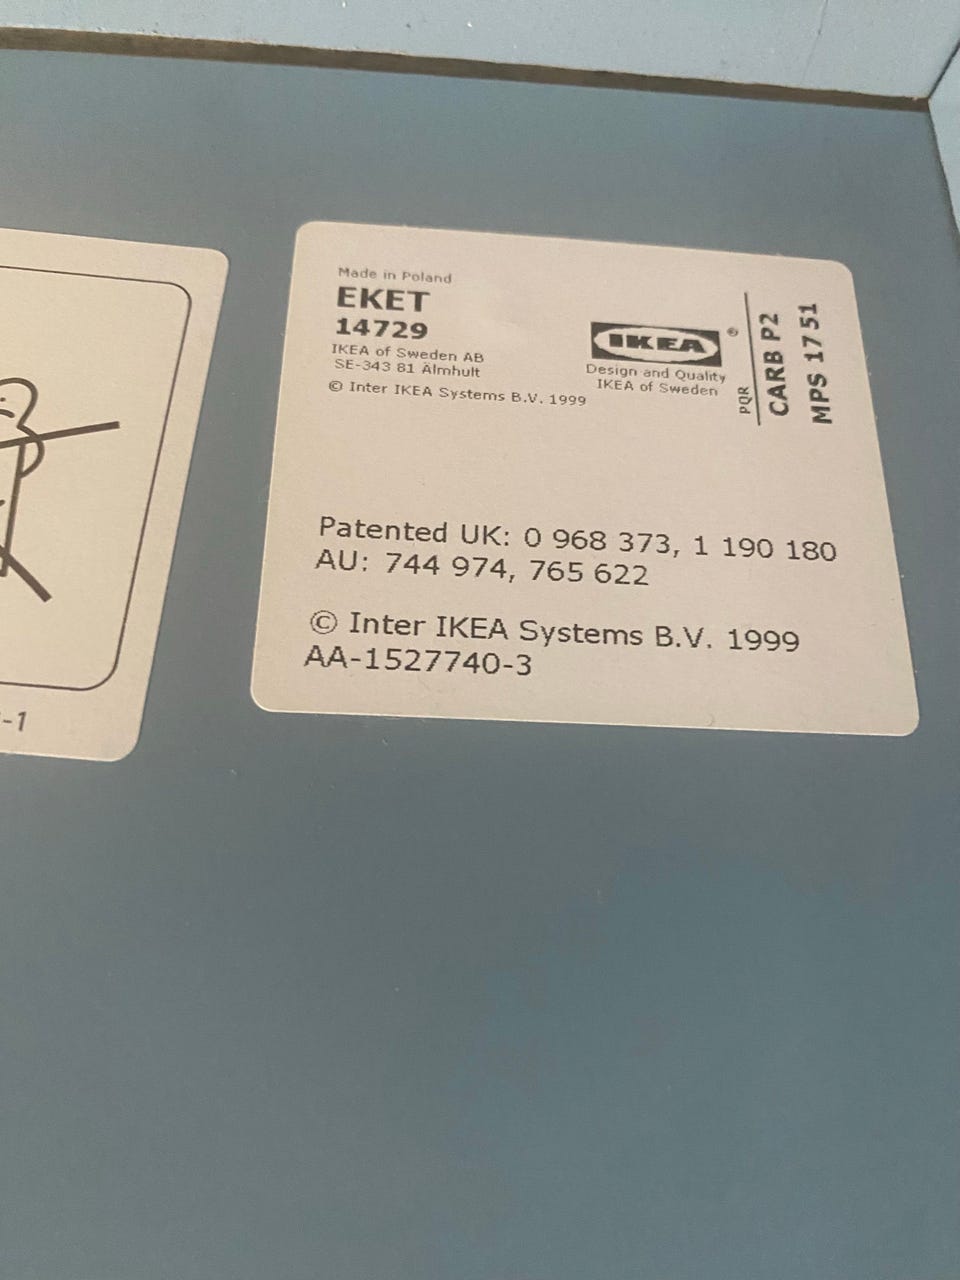 Made in Poland
EKET
14729
IKEA of Sweden AB
SE-343 81 Älmhult
© Inter IKEA Systems B.V. 1999
IKEA®
Design and Quality
IKEA of Sweden
PQR
CARB P2
MPS 1751
Patented UK: 0 968 373, 1 190 180
AU: 744 974, 765 622
© Inter IKEA Systems B.V. 1999
AA-1527740-3
-1